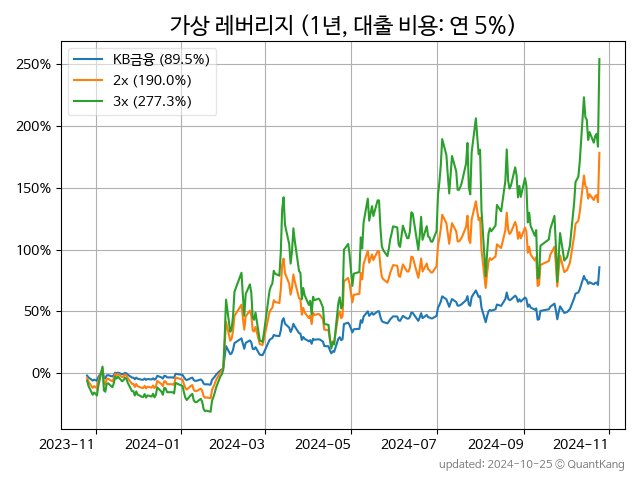 가상 레버리지 (1년, 대출 비용: 연 5%)
KB금융 (89.5%)
2x (190.0%)
3x (277.3%)
250%
200%
150%
100%
50%
0%
2023-11 2024-01 2024-03 2024-05 2024-07 2024-09 2024-11
updated: 2024-10-25 © QuantKang